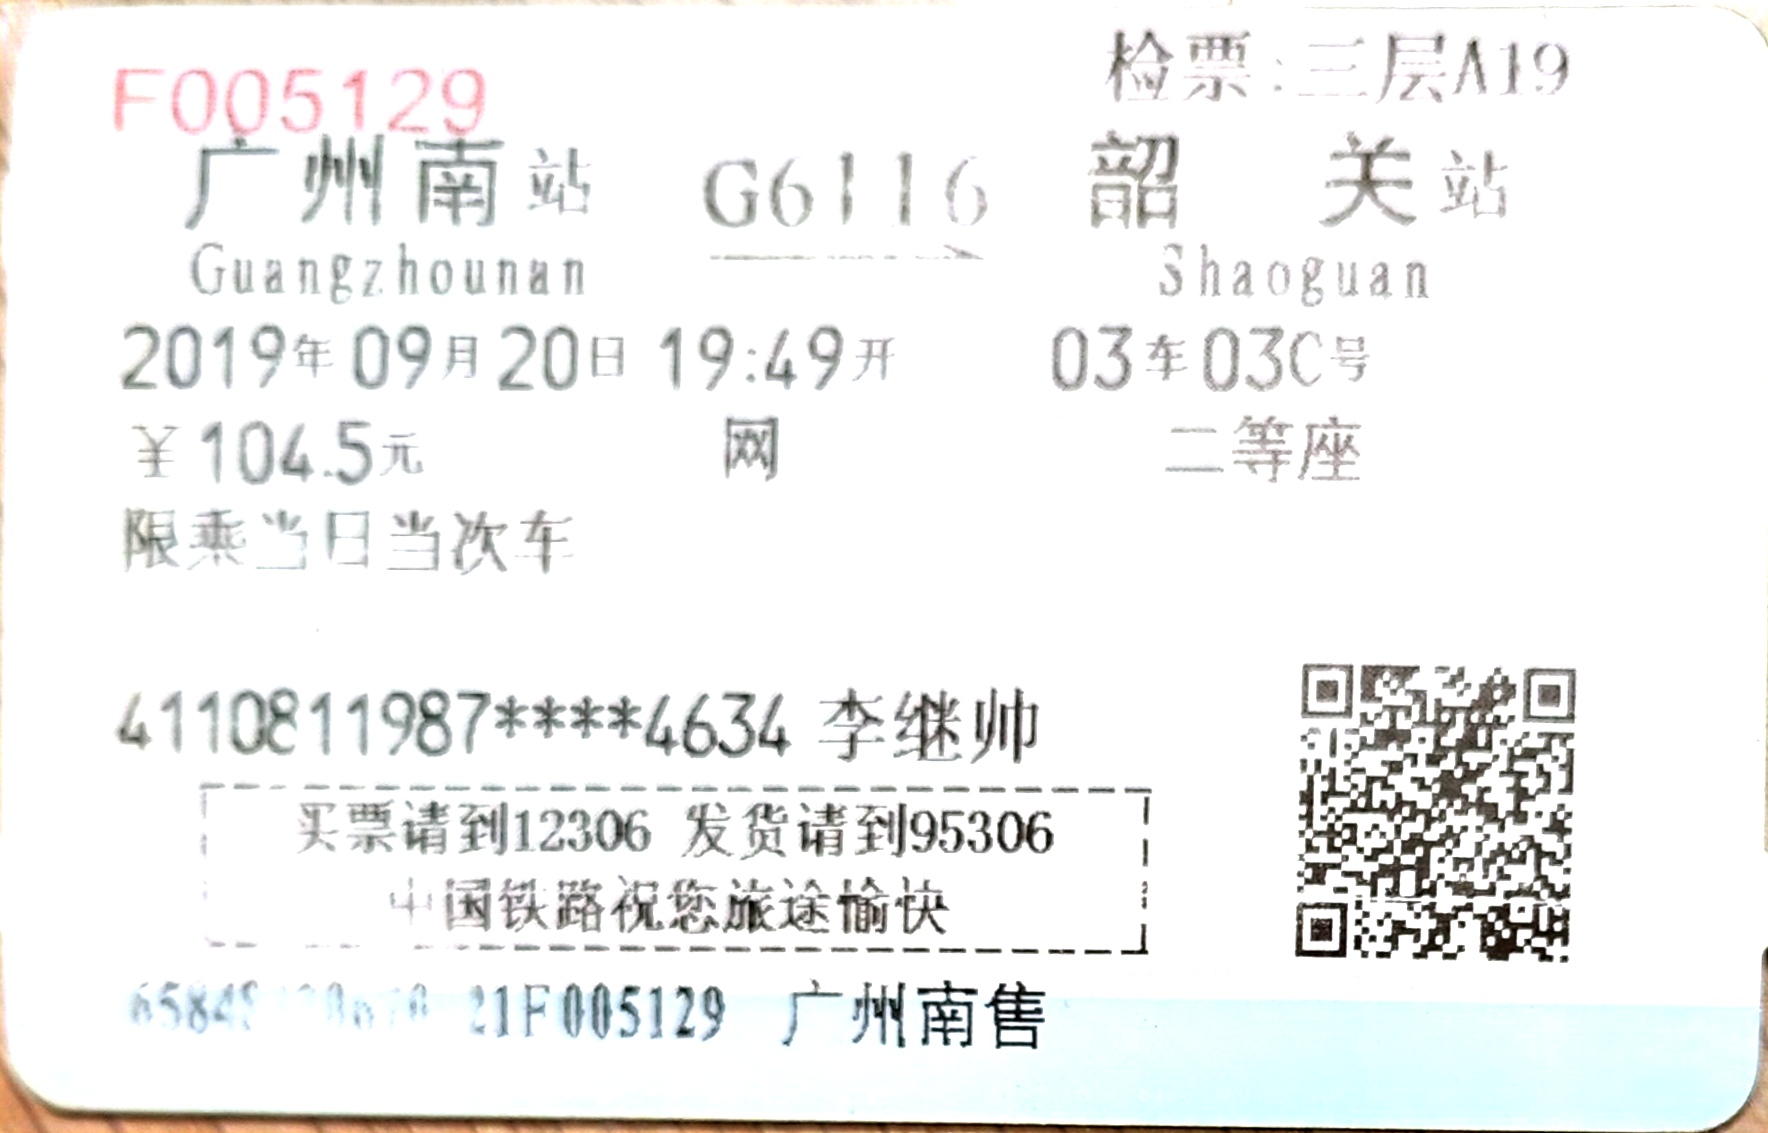 F005129 检票:三层A19
广州南站 G6116 韶关站
Guangzhounan Shaoguan
2019年09月20日 19:49开 03车03C号
¥104.5元 网 二等座
限乘当日当次车
4110811987****4634 李继帅
买票请到12306 发货请到95306
中国铁路祝您旅途愉快
21F005129 广州南售